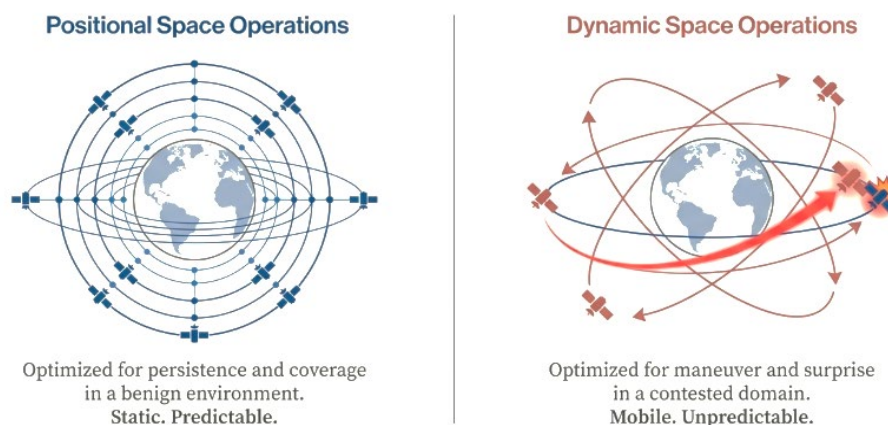 Positional Space Operations
Optimized for persistence and coverage
in a benign environment.
Static. Predictable.
Dynamic Space Operations
Optimized for maneuver and surprise
in a contested domain.
Mobile. Unpredictable.